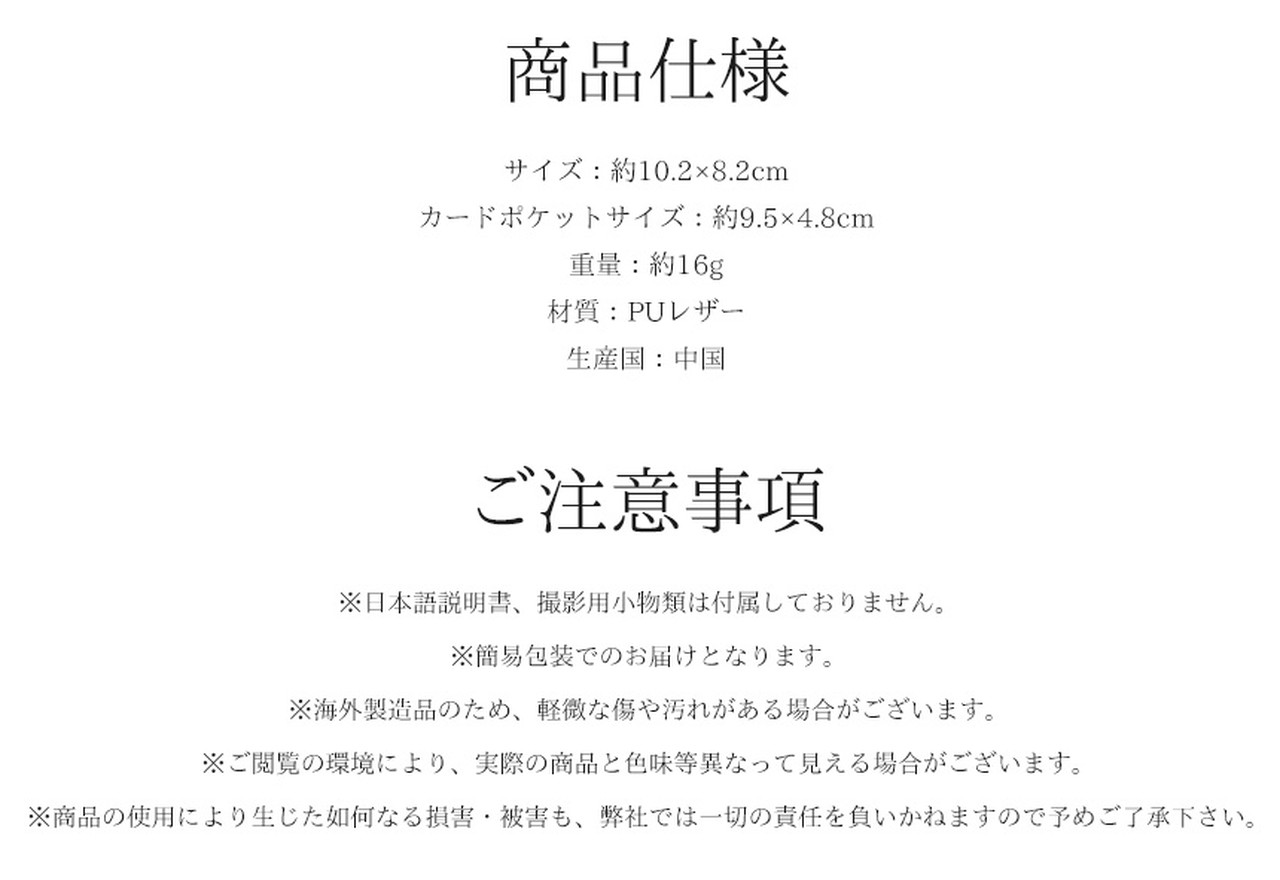 商品仕様
サイズ：約10.2×8.2cm
カードポケットサイズ：約9.5×4.8cm
重量：約16g
材質：PUレザー
生産国：中国
ご注意事項
※日本語説明書、撮影用小物類は付属しておりません。
※簡易包装でのお届けとなります。
※海外製造品のため、軽微な傷や汚れがある場合がございます。
※ご閲覧の環境により、実際の商品と色味等異なって見える場合がございます。
※商品の使用により生じた如何なる損害・被害も、弊社では一切の責任を負いかねますので予めご了承下さい。